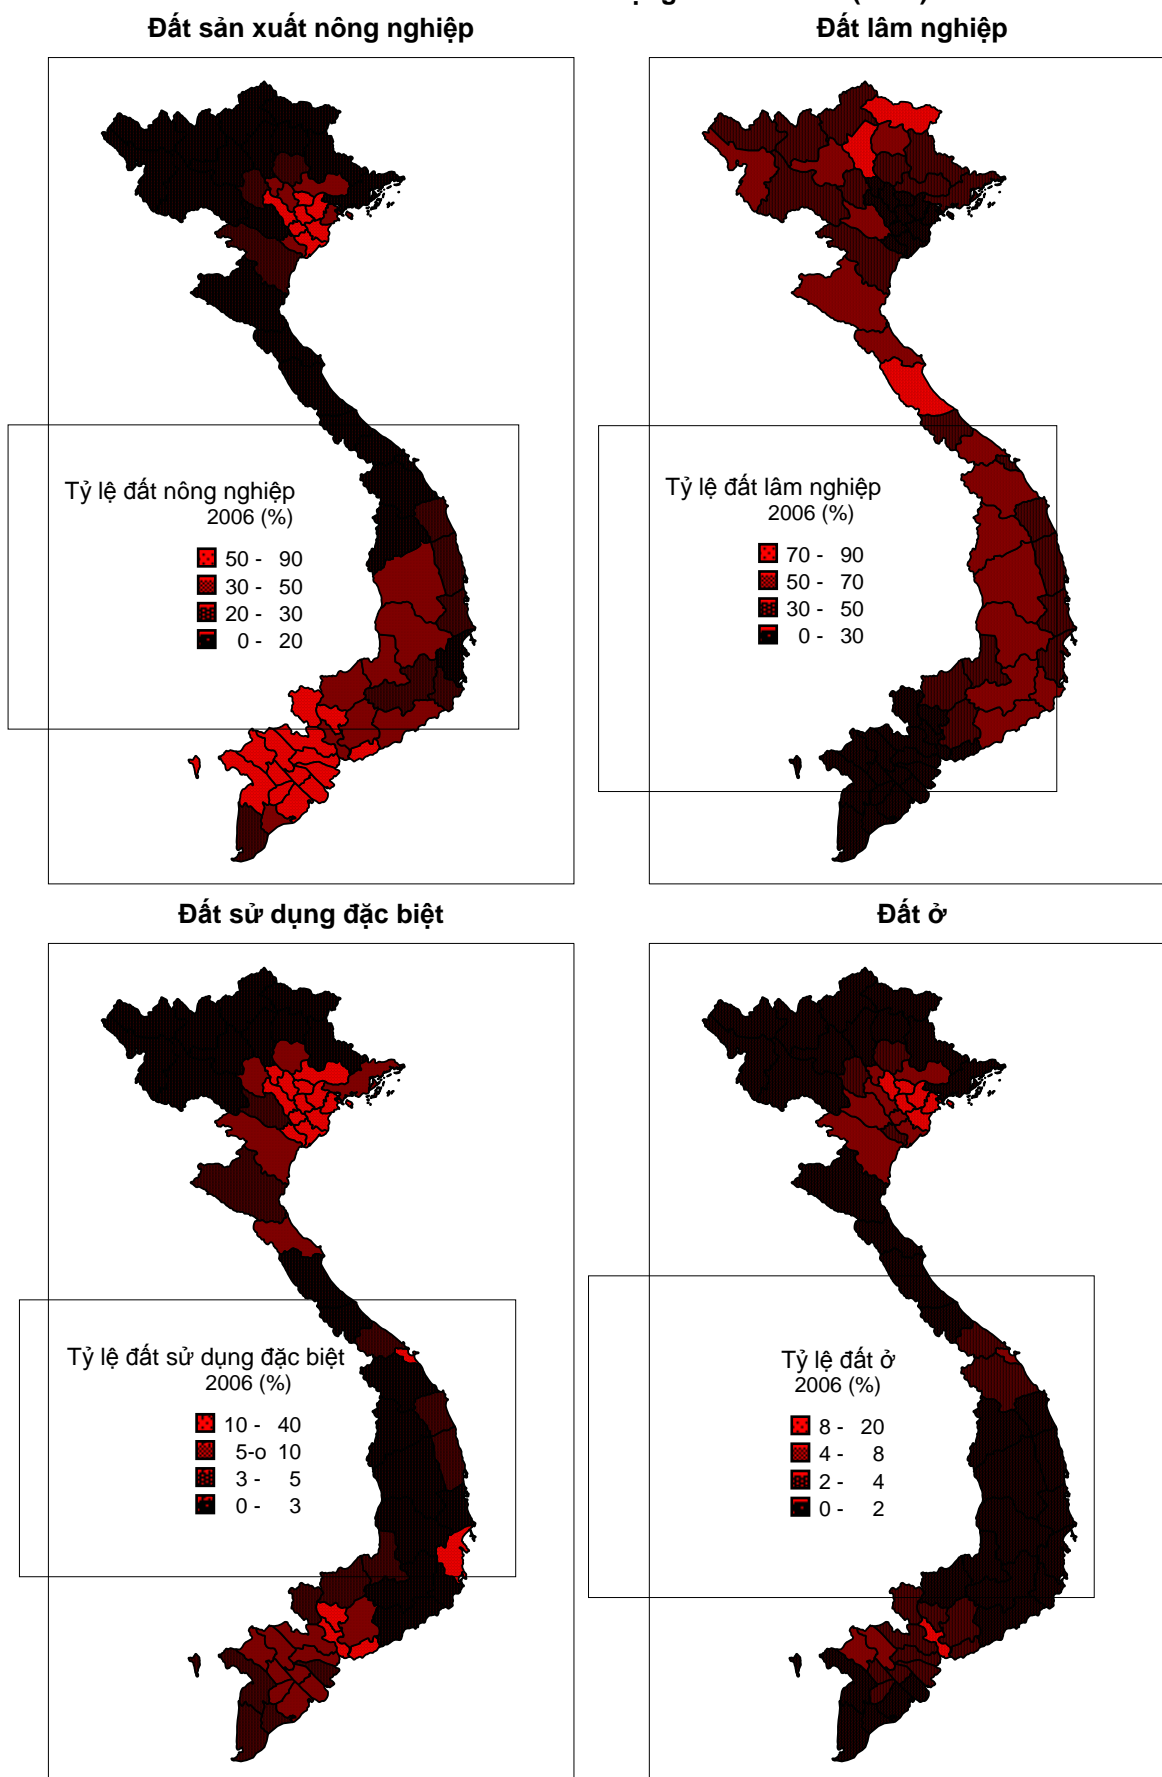 Đất sản xuất nông nghiệp
Đất lâm nghiệp
Tỷ lệ đất nông nghiệp
2006 (%)
50 - 90
30 - 50
20 - 30
0 - 20
Tỷ lệ đất lâm nghiệp
2006 (%)
70 - 90
50 - 70
30 - 50
0 - 30
Đất sử dụng đặc biệt
Đất ở
Tỷ lệ đất sử dụng đặc biệt
2006 (%)
10 - 40
5-o 10
3 - 5
0 - 3
Tỷ lệ đất ở
2006 (%)
8 - 20
4 - 8
2 - 4
0 - 2